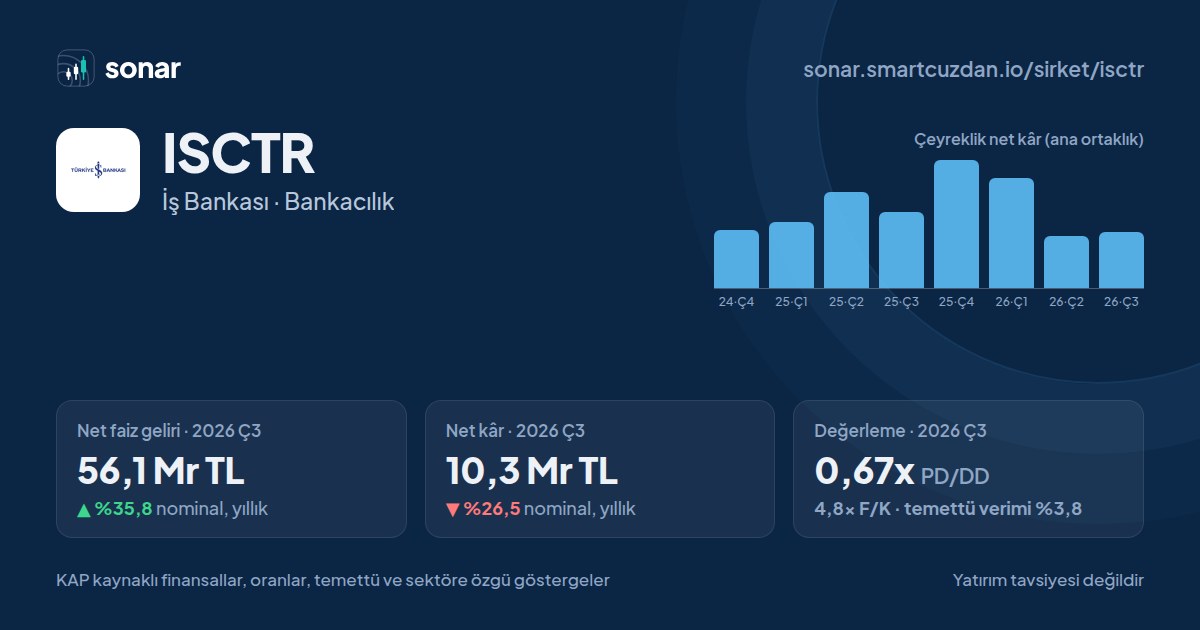 sonar
sonar.smartcuzdan.io/sirket/isctr
TÜRKİYE BANKASI
ISCTR
İş Bankası · Bankacılık
Çeyreklik net kâr (ana ortaklık)
24·Ç4 25·Ç1 25·Ç2 25·Ç3 25·Ç4 26·Ç1 26·Ç2 26·Ç3
Net faiz geliri · 2026 Ç3
56,1 Mr TL
▲ %35,8 nominal, yıllık
Net kâr · 2026 Ç3
10,3 Mr TL
▼ %26,5 nominal, yıllık
Değerleme · 2026 Ç3
0,67x PD/DD
4,8× F/K · temettü verimi %3,8
KAP kaynaklı finansallar, oranlar, temettü ve sektöre özgü göstergeler
Yatırım tavsiyesi değildir